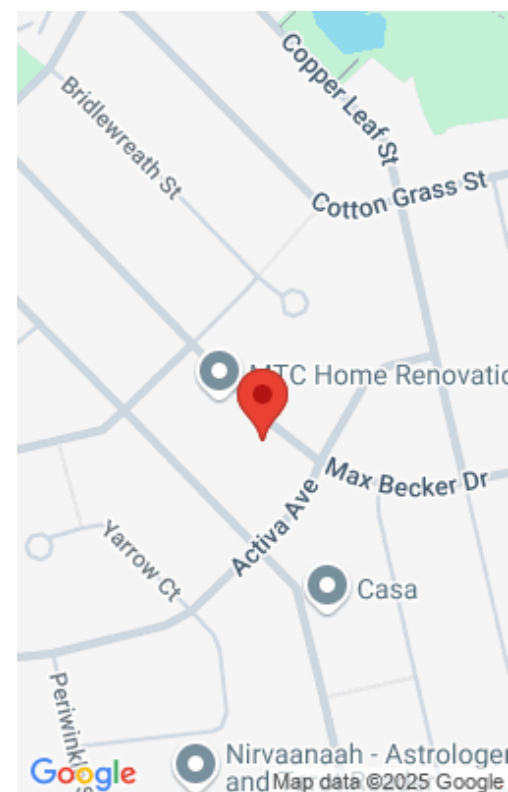 Copper Leaf St
Bridlewreath St
Cotton Grass St
MTC Home Renovatio
Max Becker Dr
Activa Ave
Yarrow Ct
Casa
Periwinkl
Nirvaanaah - Astrologer
and
Google
Map data ©2025 Google